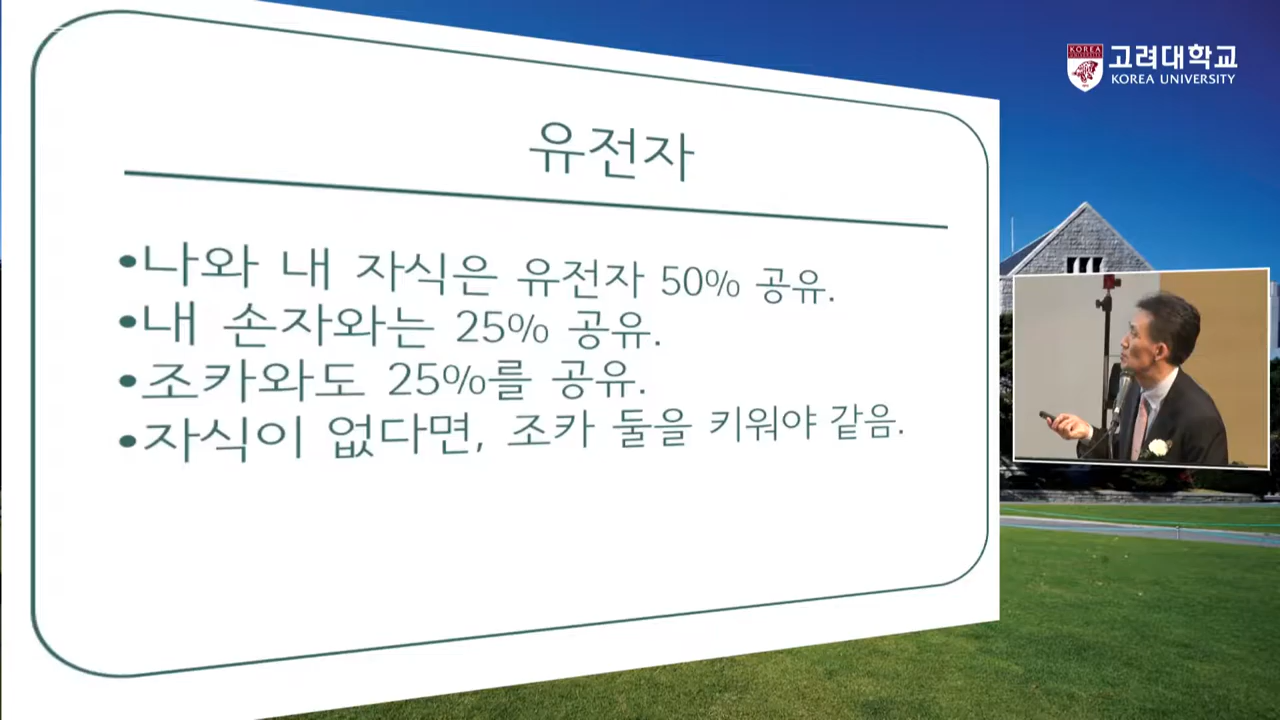 유전자
•나와 내 자식은 유전자 50% 공유.
•내 손자와는 25% 공유.
•조카와도 25%를 공유.
•자식이 없다면, 조카 둘을 키워야 같음.
KOREA
고려대학교
KOREA UNIVERSITY